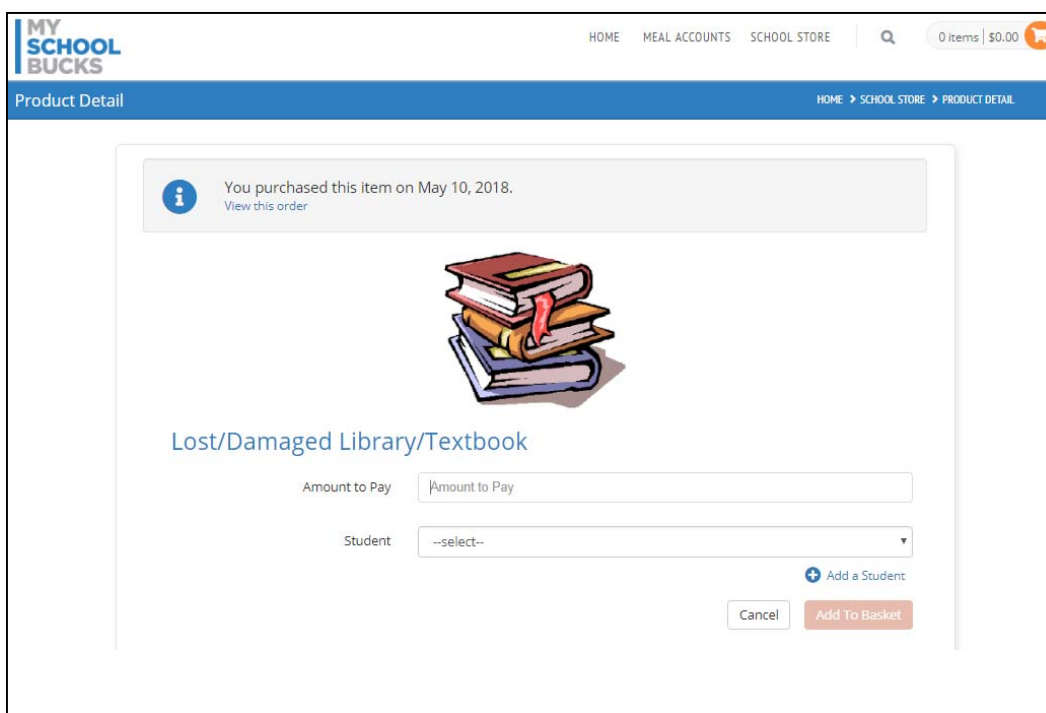 MY
SCHOOL
BUCKS
HOME MEAL ACCOUNTS SCHOOL STORE 0 items | $0.00
Product Detail HOME > SCHOOL STORE > PRODUCT DETAIL
You purchased this item on May 10, 2018.
View this order
Lost/Damaged Library/Textbook
Amount to Pay Amount to Pay
Student --select--
Add a Student
Cancel Add To Basket